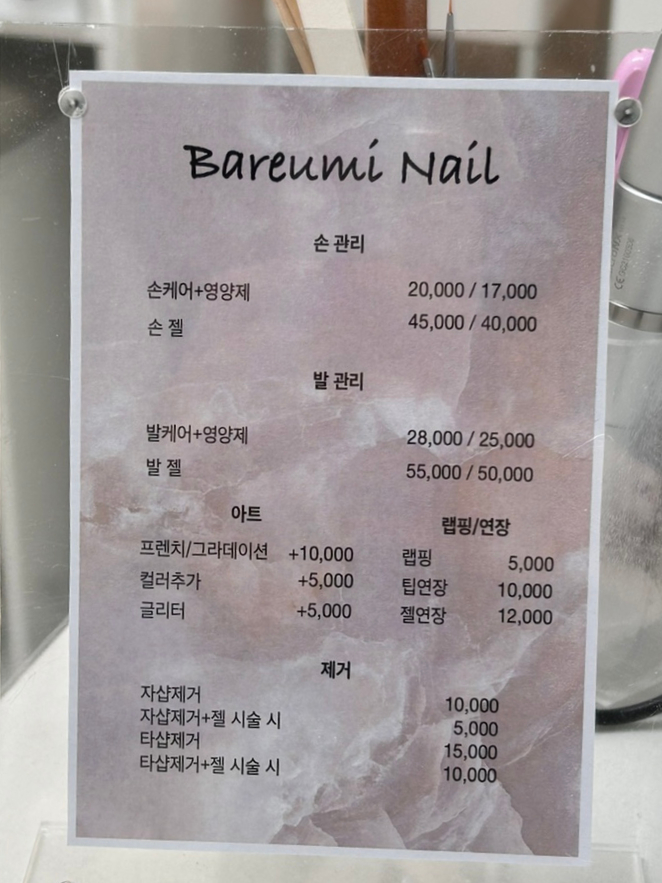 Bareumi Nail
손 관리
손케어+영양제 20,000 / 17,000
손 젤 45,000 / 40,000
발 관리
발케어+영양제 28,000 / 25,000
발 젤 55,000 / 50,000
아트
프렌치/그라데이션 +10,000
컬러추가 +5,000
글리터 +5,000
랩핑/연장
랩핑 5,000
팁연장 10,000
젤연장 12,000
제거
자샵제거 10,000
자샵제거+젤 시술 시 5,000
타샵제거 15,000
타샵제거+젤 시술 시 10,000